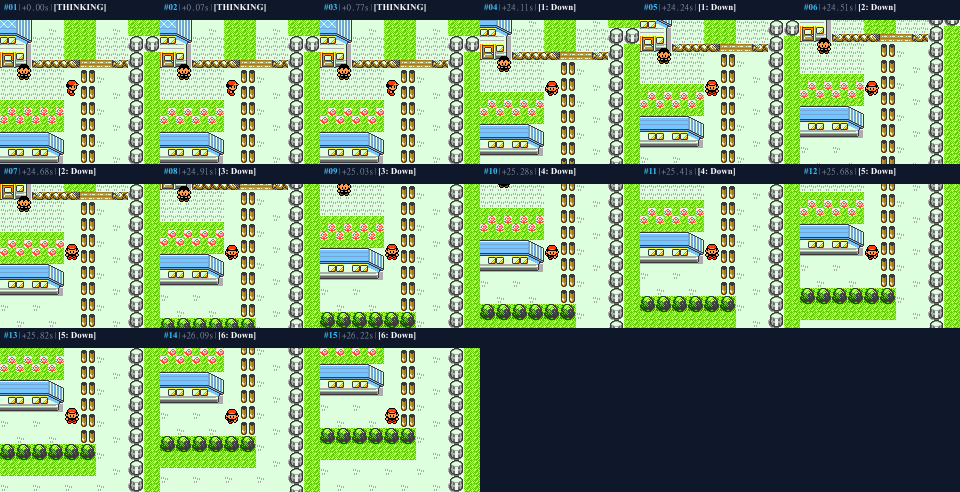 #01|+0.00s|[THINKING]
#02|+0.07s|[THINKING]
#03|+0.77s|[THINKING]
#04|+24.11s|[1: Down]
#05|+24.24s|[1: Down]
#06|+24.51s|[2: Down]
#07|+24.68s|[2: Down]
#08|+24.91s|[3: Down]
#09|+25.03s|[3: Down]
#10|+25.28s|[4: Down]
#11|+25.41s|[4: Down]
#12|+25.68s|[5: Down]
#13|+25.82s|[5: Down]
#14|+26.09s|[6: Down]
#15|+26.22s|[6: Down]